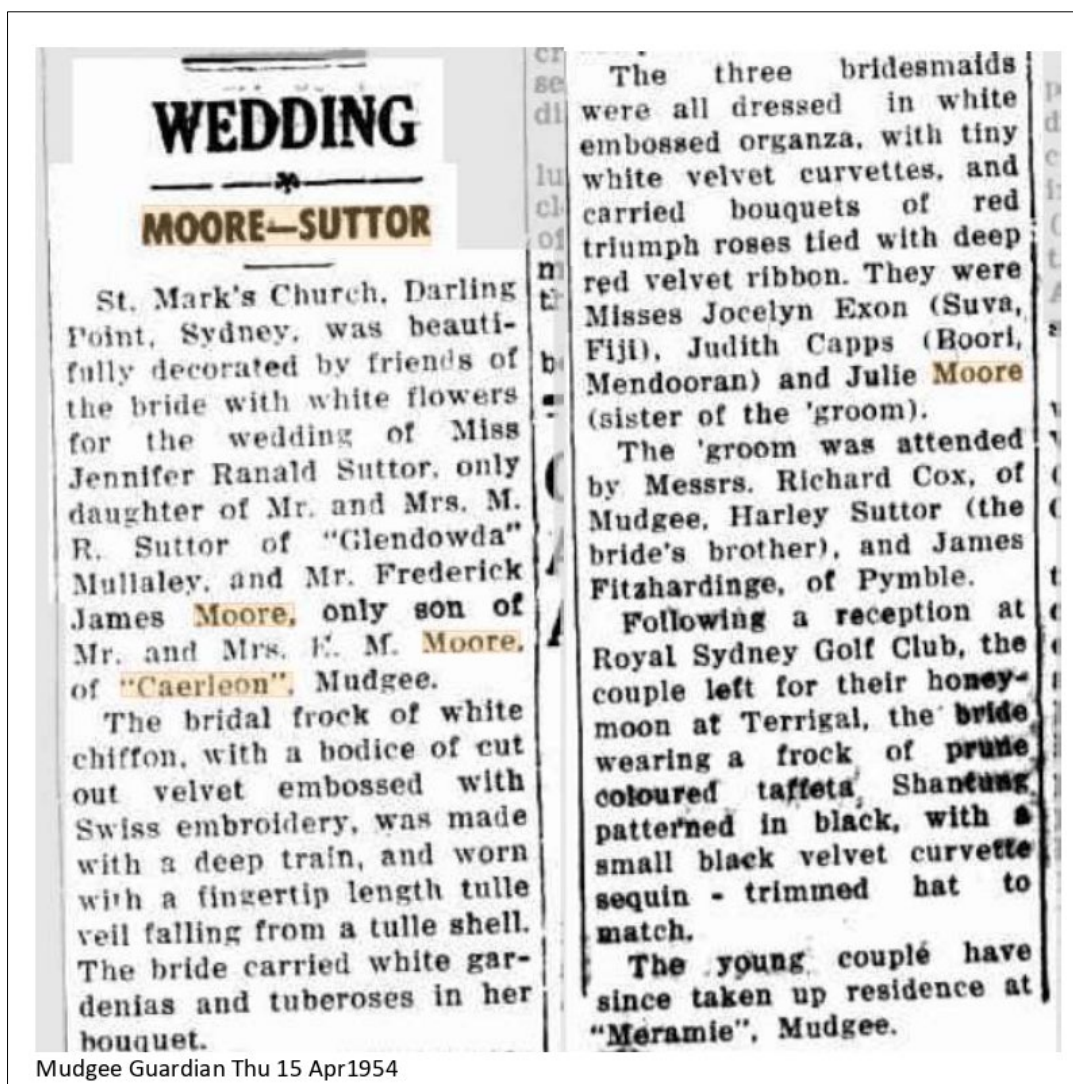 WEDDING
MOORE—SUTTOR
St. Mark's Church, Darling
Point, Sydney, was beauti-
fully decorated by friends of
the bride with white flowers
for the wedding of Miss
Jennifer Ranald Suttor, only
daughter of Mr. and Mrs. M.
R. Suttor of "Glendowda"
Mullaley, and Mr. Frederick
James Moore, only son of
Mr. and Mrs. E. M. Moore,
of "Caerleon", Mudgee.
The bridal frock of white
chiffon, with a bodice of cut
out velvet embossed with
Swiss embroidery, was made
with a deep train, and worn
with a fingertip length tulle
veil falling from a tulle shell.
The bride carried white gar-
denias and tuberoses in her
bouquet.
The three bridesmaids
were all dressed in white
embossed organza, with tiny
white velvet curvettes, and
carried bouquets of red
triumph roses tied with deep
red velvet ribbon. They were
Misses Jocelyn Exon (Suva,
Fiji), Judith Capps (Boori,
Mendooran) and Julie Moore
(sister of the 'groom).
The 'groom was attended
by Messrs. Richard Cox, of
Mudgee, Harley Suttor (the
bride's brother), and James
Fitzhardinge, of Pymble.
Following a reception at
Royal Sydney Golf Club, the
couple left for their honey-
moon at Terrigal, the bride
wearing a frock of prune
coloured taffeta Shantung
patterned in black, with a
small black velvet curvette
sequin - trimmed hat to
match.
The young couple have
since taken up residence at
"Meramie", Mudgee.
Mudgee Guardian Thu 15 Apr1954